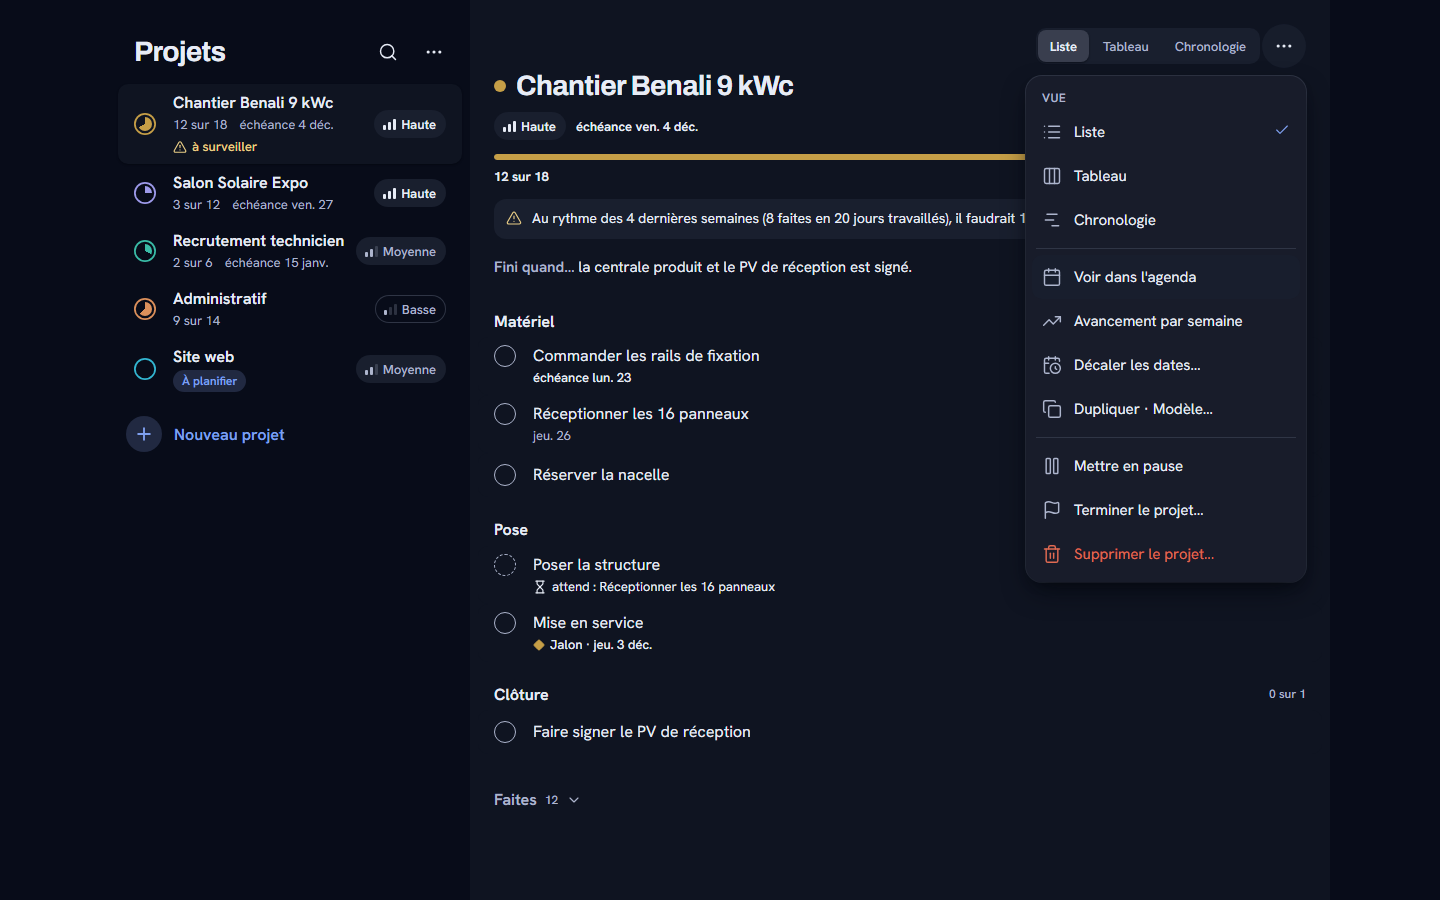 Projets
Chantier Benali 9 kWc
12 sur 18 échéance 4 déc.
à surveiller
Haute
Salon Solaire Expo
3 sur 12 échéance ven. 27
Haute
Recrutement technicien
2 sur 6 échéance 15 janv.
Moyenne
Administratif
9 sur 14
Basse
Site web
À planifier
Moyenne
Nouveau projet
Liste Tableau Chronologie
Chantier Benali 9 kWc
Haute échéance ven. 4 déc.
12 sur 18
Au rythme des 4 dernières semaines (8 faites en 20 jours travaillés), il faudrait 1
Fini quand… la centrale produit et le PV de réception est signé.
Matériel
Commander les rails de fixation
échéance lun. 23
Réceptionner les 16 panneaux
jeu. 26
Réserver la nacelle
Pose
Poser la structure
attend : Réceptionner les 16 panneaux
Mise en service
Jalon · jeu. 3 déc.
Clôture 0 sur 1
Faire signer le PV de réception
Faites 12
VUE
Liste
Tableau
Chronologie
Voir dans l'agenda
Avancement par semaine
Décaler les dates…
Dupliquer · Modèle…
Mettre en pause
Terminer le projet…
Supprimer le projet…